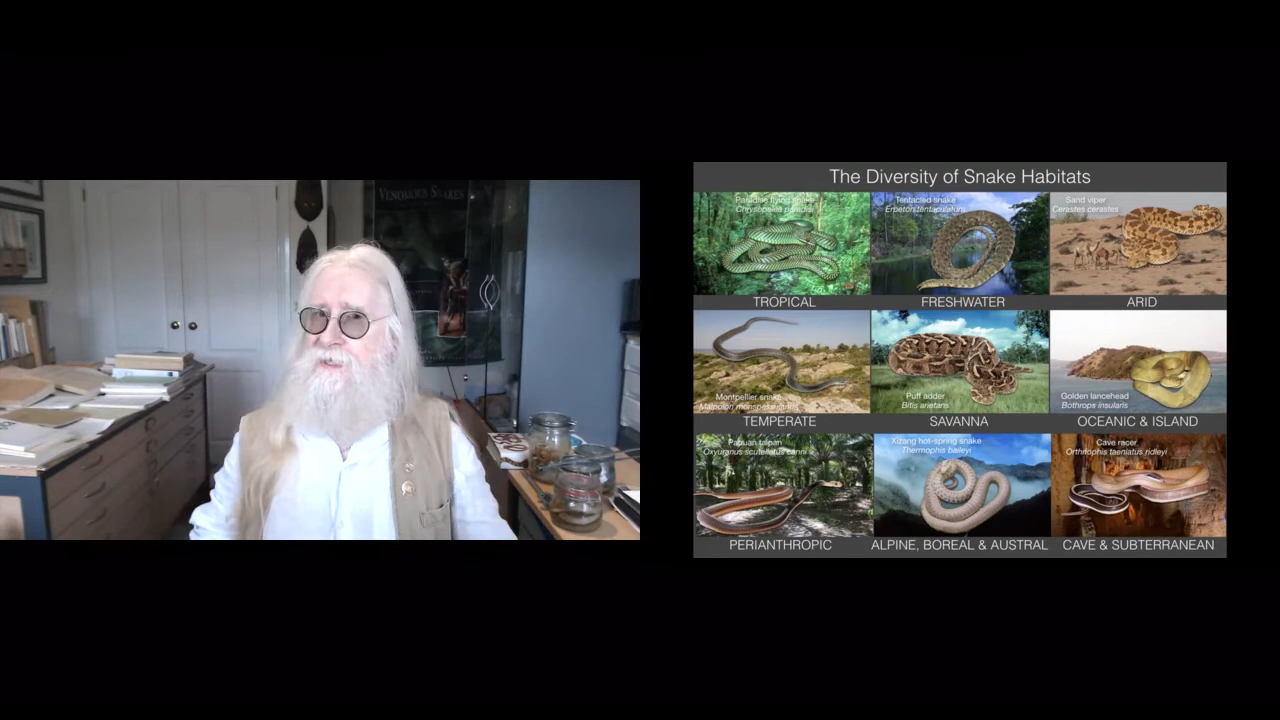 VENOMOUS SNAKES
The Diversity of Snake Habitats
Paradise flying snake
Chrysopelea paradisi
Tentacled snake
Erpeton tentaculatum
Sand viper
Cerastes cerastes
TROPICAL
FRESHWATER
ARID
Montpellier snake
Malpolon monspessulanus
Puff adder
Bitis arietans
Golden lancehead
Bothrops insularis
TEMPERATE
SAVANNA
OCEANIC & ISLAND
Papuan taipan
Oxyuranus scutellatus canni
Xizang hot-spring snake
Thermophis baileyi
Cave racer
Orthriophis taeniatus ridleyi
PERIANTHROPIC
ALPINE, BOREAL & AUSTRAL
CAVE & SUBTERRANEAN